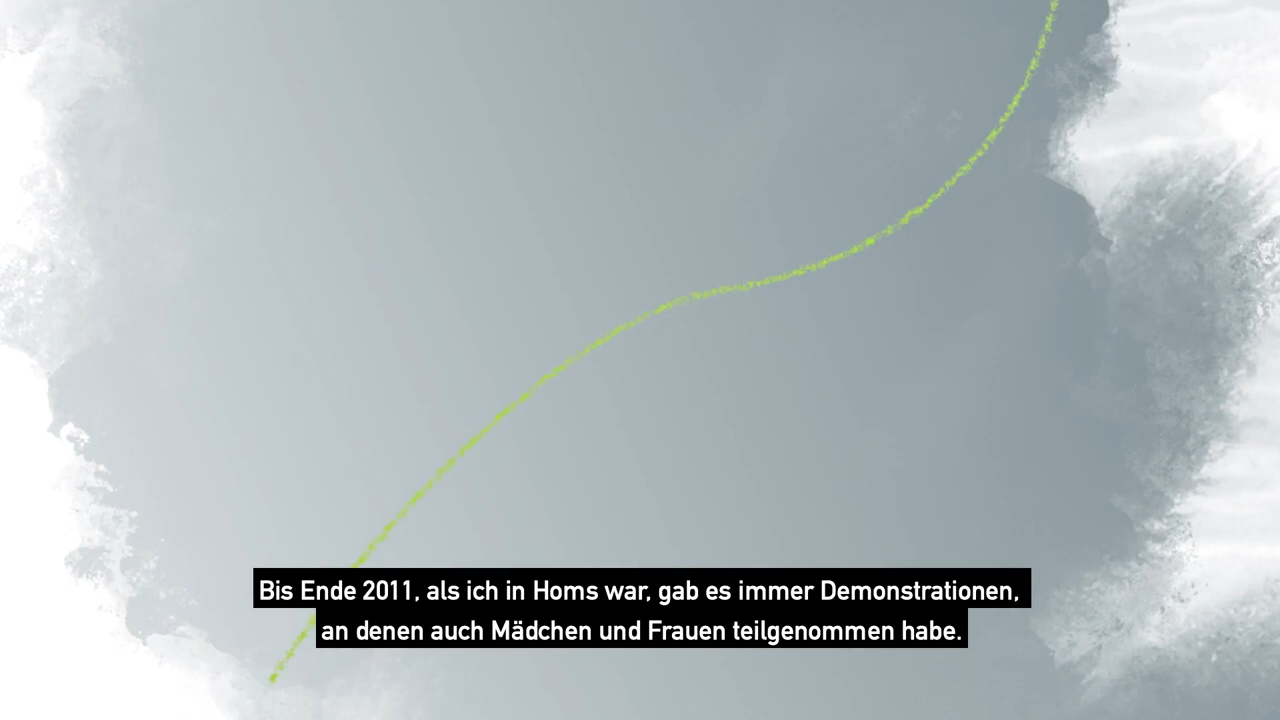 Bis Ende 2011, als ich in Homs war, gab es immer Demonstrationen,
an denen auch Mädchen und Frauen teilgenommen habe.